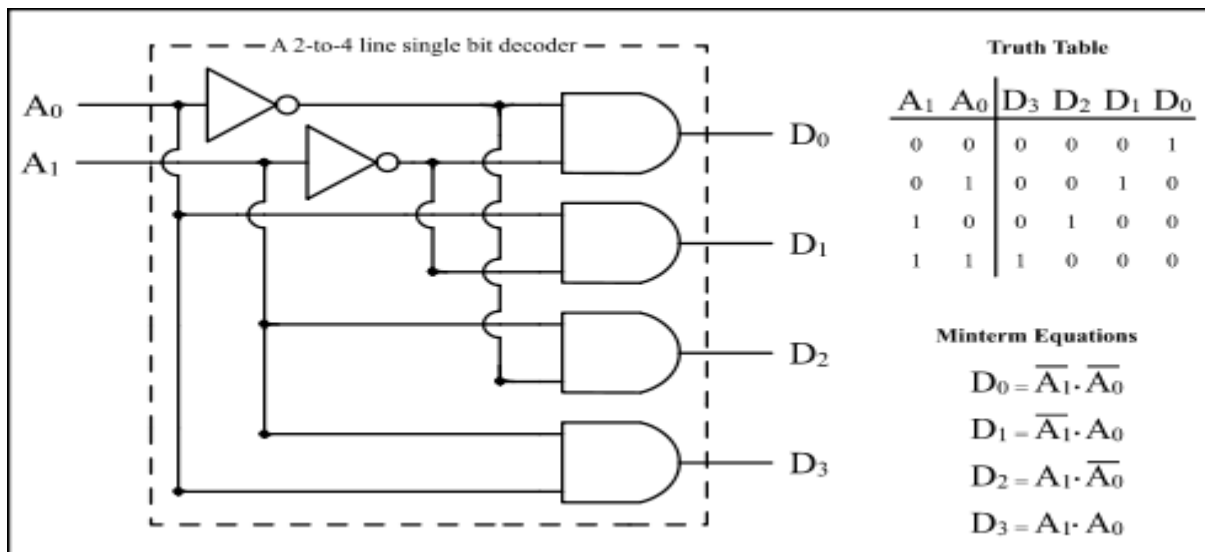 A 2-to-4 line single bit decoder
A₀
A₁
D₀
D₁
D₂
D₃
Truth Table
A₁ A₀ D₃ D₂ D₁ D₀
0 0 0 0 0 1
0 1 0 0 1 0
1 0 0 1 0 0
1 1 1 0 0 0
Minterm Equations
D₀ = A̅₁ · A̅₀
D₁ = A̅₁ · A₀
D₂ = A₁ · A̅₀
D₃ = A₁ · A₀